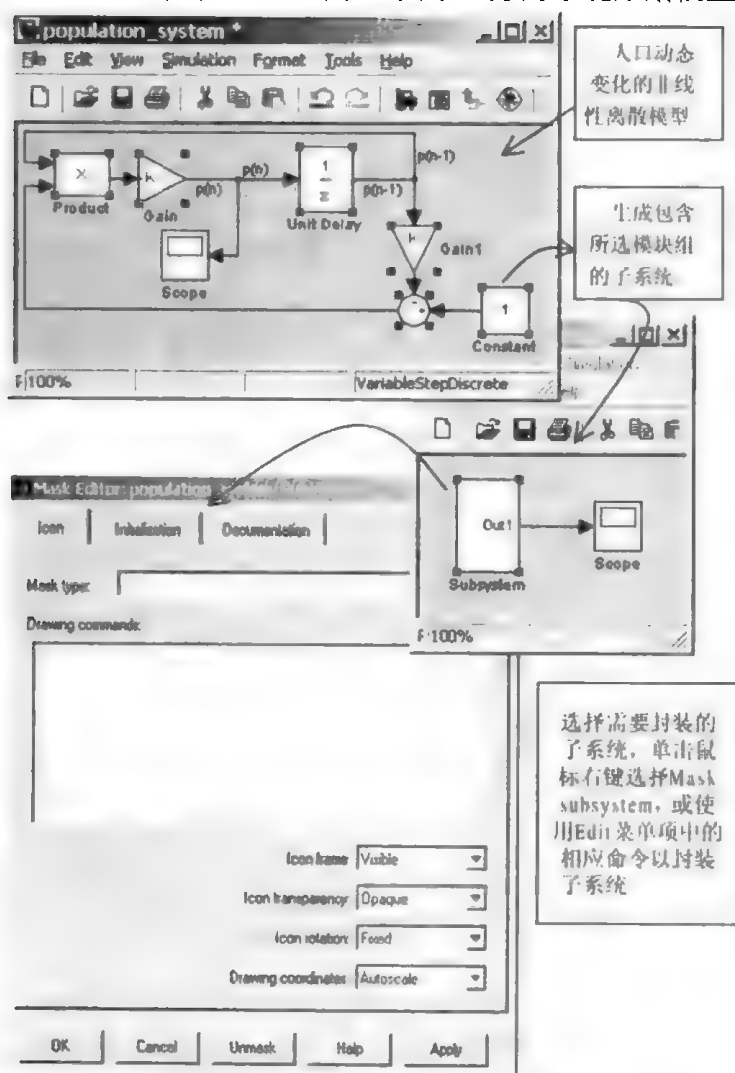 population_system *
File Edit View Simulation Format Tools Help
人口动态
变化的非线
性离散模型
p(n-1)
X
k
p(n)
p(n)
1
z
p(n-1)
Product
Gain
Unit Delay
生成包含
所选模块组
的子系统
k
Gain1
Scope
1
Constant
100%
VariableStepDiscrete
Mask Editor: population
Icon
Initialization
Documentation
Out1
Mask type:
Subsystem
Scope
Drawing commands:
100%
选择需要封装的
子系统，单击鼠
标右键选择Mask
subsystem，或使
用Edit菜单项中的
相应命令以封装
子系统
Icon frame Visible
Icon transparency Opaque
Icon rotation Fixed
Drawing coordinates Autoscale
OK Cancel Unmask Help Apply